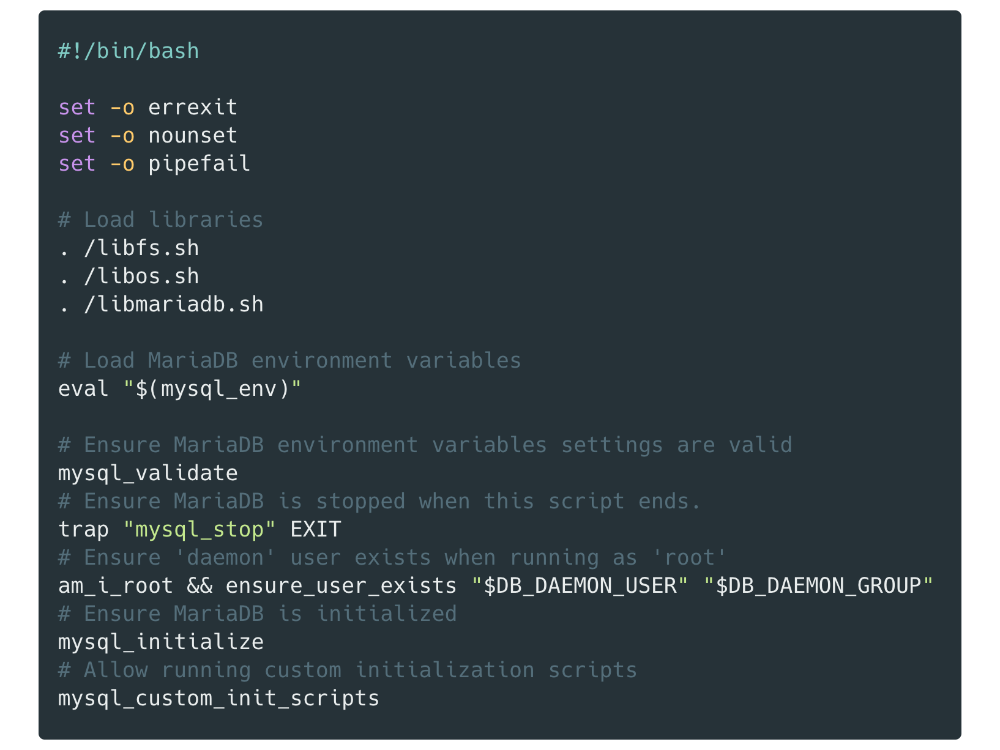 #!/bin/bash
set -o errexit
set -o nounset
set -o pipefail
# Load libraries
. /libfs.sh
. /libos.sh
. /libmariadb.sh
# Load MariaDB environment variables
eval "$(mysql_env)"
# Ensure MariaDB environment variables settings are valid
mysql_validate
# Ensure MariaDB is stopped when this script ends.
trap "mysql_stop" EXIT
# Ensure 'daemon' user exists when running as 'root'
am_i_root && ensure_user_exists "$DB_DAEMON_USER" "$DB_DAEMON_GROUP"
# Ensure MariaDB is initialized
mysql_initialize
# Allow running custom initialization scripts
mysql_custom_init_scripts